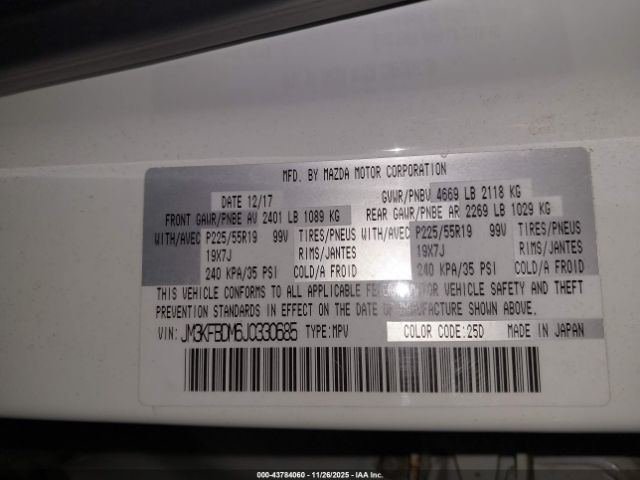 MFD. BY MAZDA MOTOR CORPORATION
DATE 12/17 GVWR/PNBV 4669 LB 2118 KG
FRONT GAWR/PNBE AV 2401 LB 1089 KG REAR GAWR/PNBE AR 2269 LB 1029 KG
WITH/AVEC P225/55R19 99V TIRES/PNEUS WITH/AVEC P225/55R19 99V TIRES/PNEUS
19X7J RIMS/JANTES 19X7J RIMS/JANTES
240 KPA/35 PSI COLD/A FROID 240 KPA/35 PSI COLD/A FROID
THIS VEHICLE CONFORMS TO ALL APPLICABLE FEDERAL MOTOR VEHICLE SAFETY AND THEFT
PREVENTION STANDARDS IN EFFECT ON THE DATE OF MANUFACTURE SHOWN ABOVE.
VIN: JM3KFBDM6J0330685 TYPE:MPV COLOR CODE:25D MADE IN JAPAN
000-43784060 - 11/26/2025 - IAA Inc.